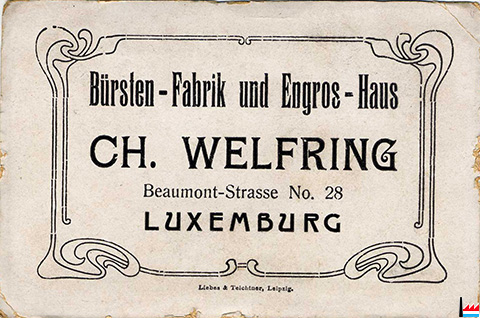 Bürsten-Fabrik und Engros-Haus
CH. WELFRING
Beaumont-Strasse No. 28
LUXEMBURG
Liebes & Teichtner, Leipzig.